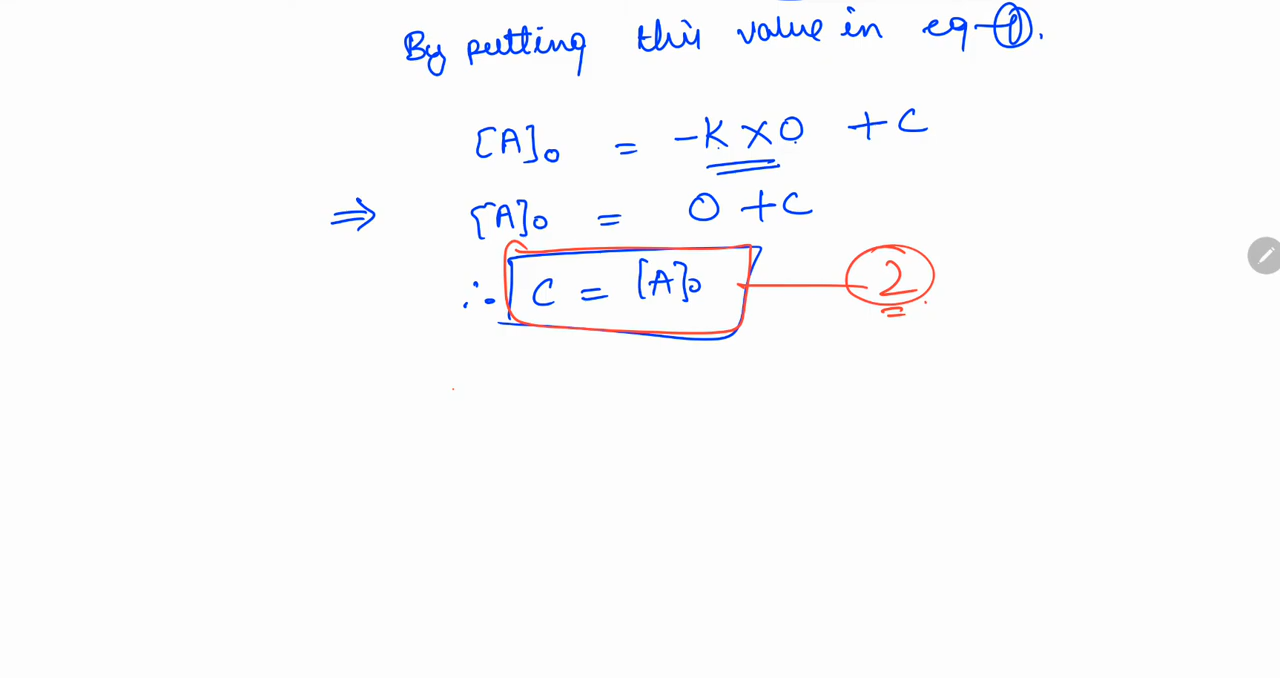 By putting this value in eq-①.
[A]₀ = -K×0 +C
⇒ [A]₀ = 0 +C
∴ C = [A]₀ 2